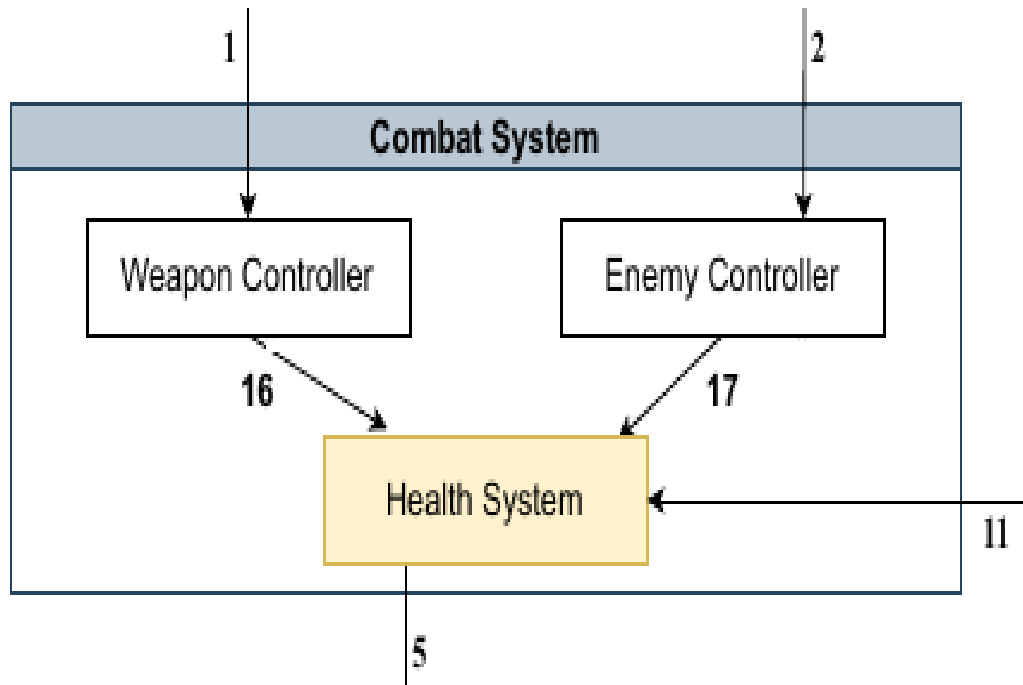 1
2
Combat System
Weapon Controller
Enemy Controller
16
17
Health System
11
5